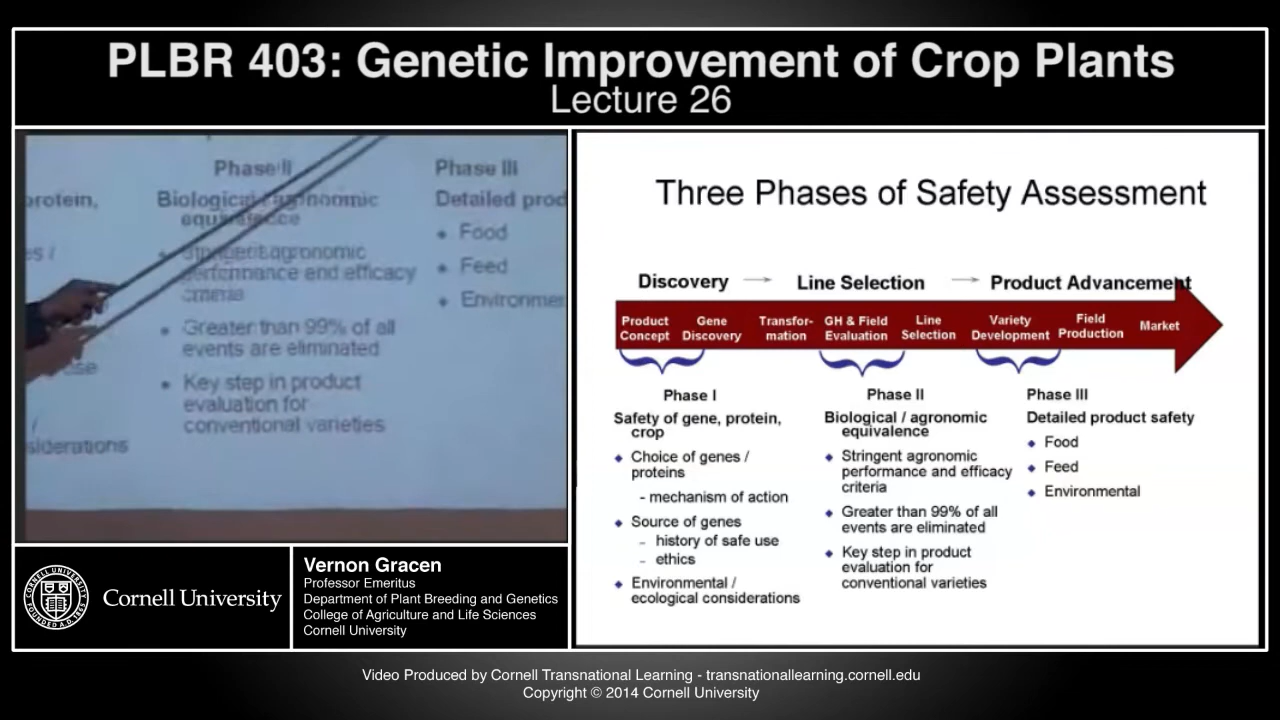 PLBR 403: Genetic Improvement of Crop Plants
Lecture 26
Phase II
Phase III
protein,
Biological / agronomic
equivalence
Detailed prod
Stringent agronomic
performance and efficacy
criteria
Food
Feed
Environmen
Greater than 99% of all
events are eliminated
Key step in product
evaluation for
conventional varieties
siderations
Three Phases of Safety Assessment
Discovery
Line Selection
Product Advancement
Product
Concept
Gene
Discovery
Transfor-
mation
GH & Field
Evaluation
Line
Selection
Variety
Development
Field
Production
Market
Phase I
Safety of gene, protein,
crop
Choice of genes /
proteins
- mechanism of action
Source of genes
– history of safe use
– ethics
Environmental /
ecological considerations
Phase II
Biological / agronomic
equivalence
Stringent agronomic
performance and efficacy
criteria
Greater than 99% of all
events are eliminated
Key step in product
evaluation for
conventional varieties
Phase III
Detailed product safety
Food
Feed
Environmental
Cornell University
Vernon Gracen
Professor Emeritus
Department of Plant Breeding and Genetics
College of Agriculture and Life Sciences
Cornell University
Video Produced by Cornell Transnational Learning - transnationallearning.cornell.edu
Copyright © 2014 Cornell University